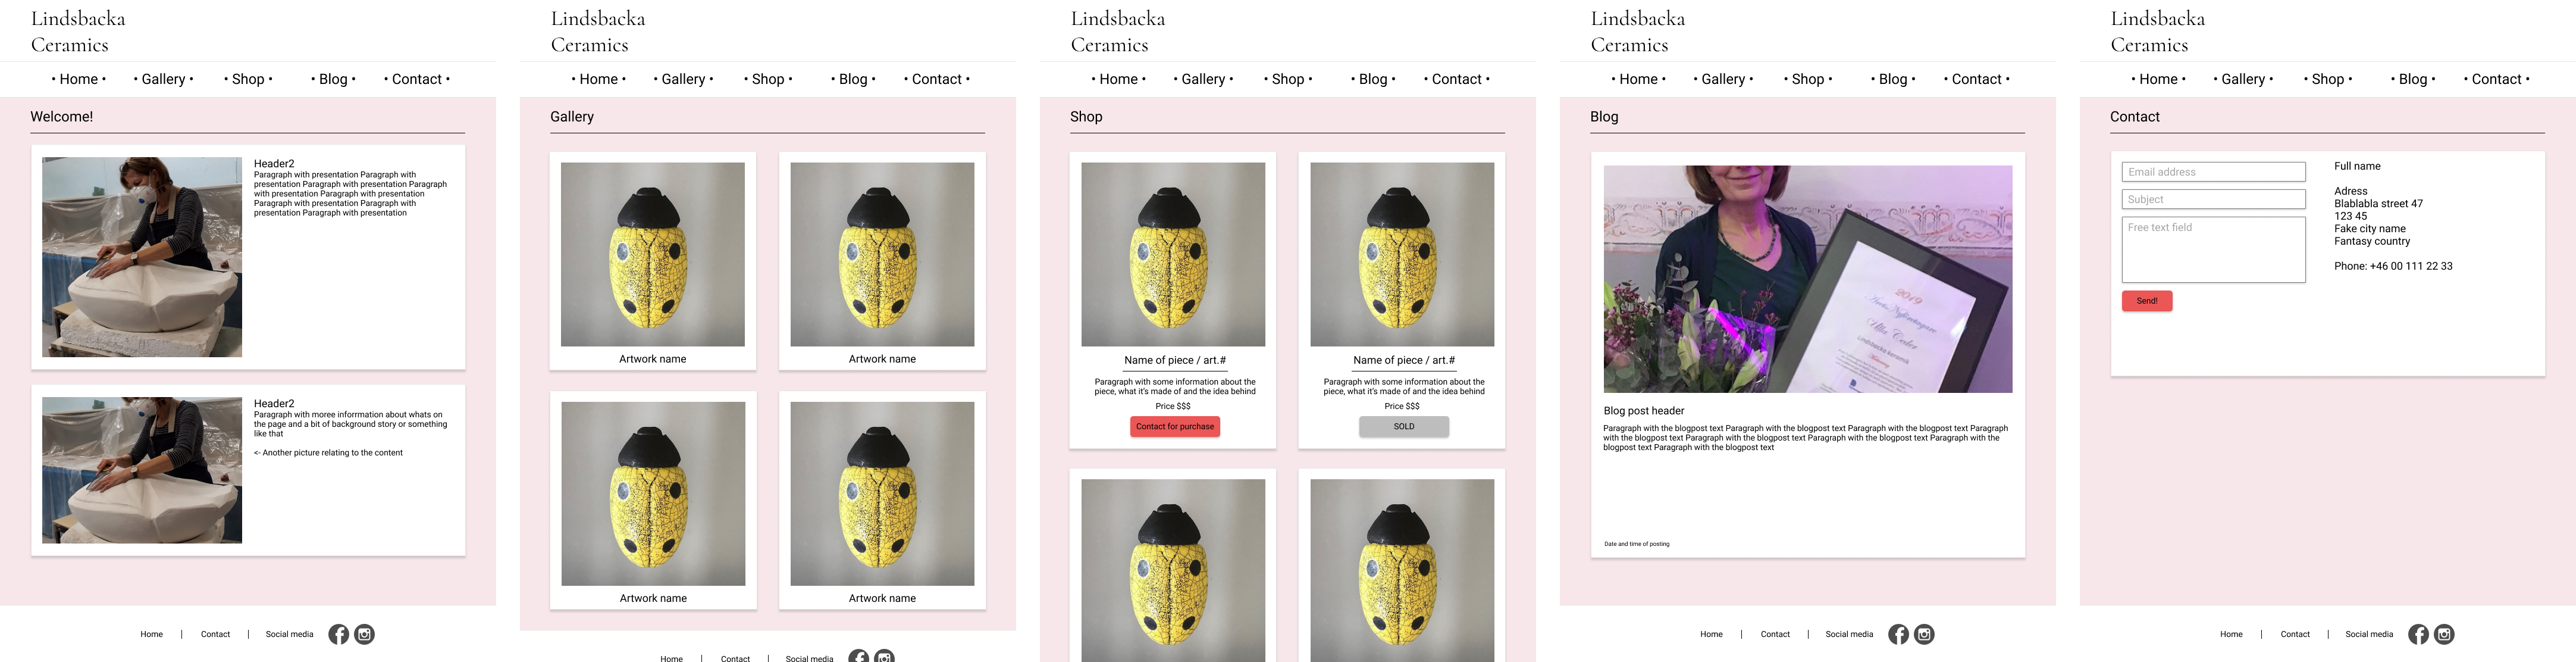 Lindsbacka
Ceramics
• Home •
• Gallery •
• Shop •
• Blog •
• Contact •
Welcome!
Header2
Paragraph with presentation Paragraph with
presentation Paragraph with presentation Paragraph
with presentation Paragraph with presentation
Paragraph with presentation Paragraph with
presentation Paragraph with presentation
Header2
Paragraph with moree inforrmation about whats on
the page and a bit of background story or something
like that
<- Another picture relating to the content
Home | Contact | Social media
Lindsbacka
Ceramics
• Home •
• Gallery •
• Shop •
• Blog •
• Contact •
Gallery
Artwork name
Artwork name
Artwork name
Artwork name
Home | Contact | Social media
Lindsbacka
Ceramics
• Home •
• Gallery •
• Shop •
• Blog •
• Contact •
Shop
Name of piece / art.#
Paragraph with some information about the
piece, what it's made of and the idea behind
Price $$$
Contact for purchase
Name of piece / art.#
Paragraph with some information about the
piece, what it's made of and the idea behind
Price $$$
SOLD
Lindsbacka
Ceramics
• Home •
• Gallery •
• Shop •
• Blog •
• Contact •
Blog
2019
Ulla Ceder
Lindsbacka keramik
Blog post header
Paragraph with the blogpost text Paragraph with the blogpost text Paragraph with the blogpost text Paragraph
with the blogpost text Paragraph with the blogpost text Paragraph with the blogpost text Paragraph with the
blogpost text Paragraph with the blogpost text
Date and time of posting
Home | Contact | Social media
Lindsbacka
Ceramics
• Home •
• Gallery •
• Shop •
• Blog •
• Contact •
Contact
Email address
Subject
Free text field
Send!
Full name
Adress
Blablabla street 47
123 45
Fake city name
Fantasy country
Phone: +46 00 111 22 33
Home | Contact | Social media